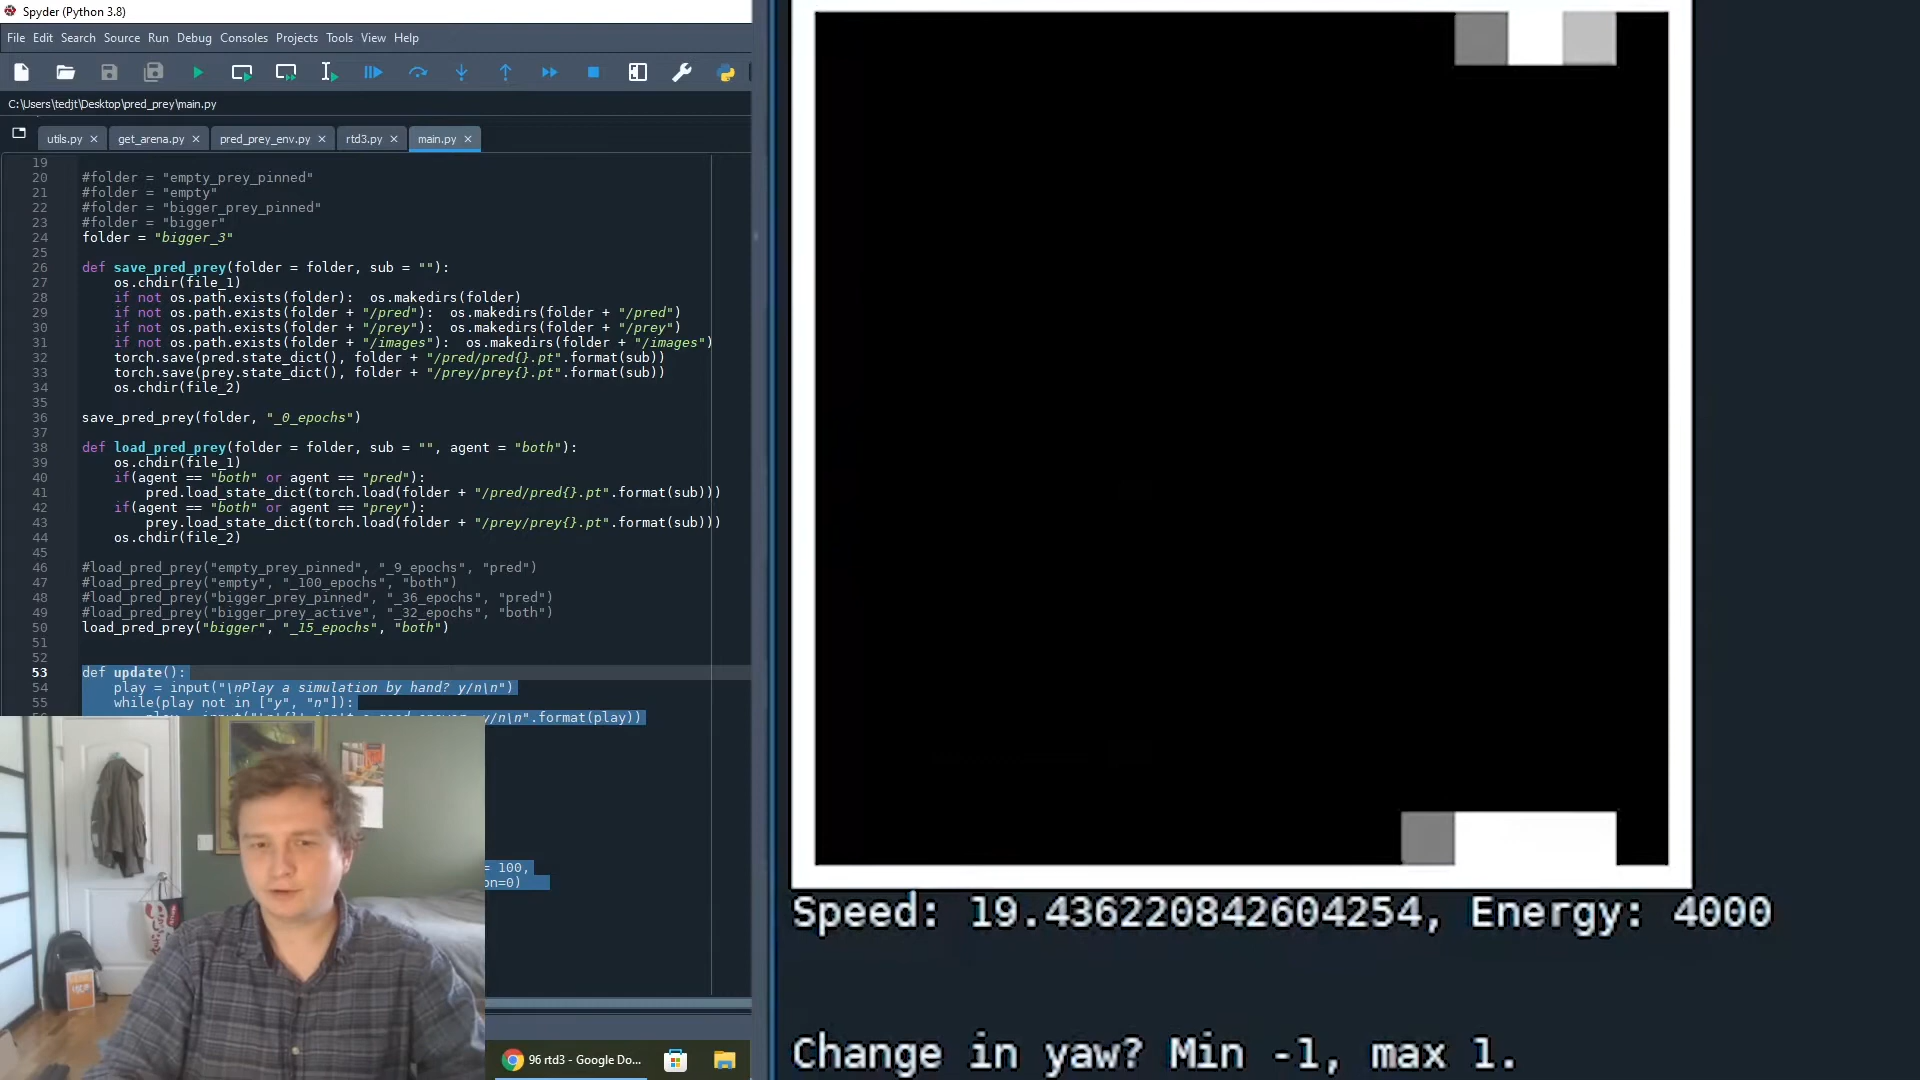 Spyder (Python 3.8)
File Edit Search Source Run Debug Consoles Projects Tools View Help
C:\Users\tedjt\Desktop\pred_prey\main.py
utils.py get_arena.py pred_prey_env.py rtd3.py main.py
19
20 #folder = "empty_prey_pinned"
21 #folder = "empty"
22 #folder = "bigger_prey_pinned"
23 #folder = "bigger"
24 folder = "bigger_3"
25
26 def save_pred_prey(folder = folder, sub = ""):
27 os.chdir(file_1)
28 if not os.path.exists(folder): os.makedirs(folder)
29 if not os.path.exists(folder + "/pred"): os.makedirs(folder + "/pred")
30 if not os.path.exists(folder + "/prey"): os.makedirs(folder + "/prey")
31 if not os.path.exists(folder + "/images"): os.makedirs(folder + "/images")
32 torch.save(pred.state_dict(), folder + "/pred/pred{}.pt".format(sub))
33 torch.save(prey.state_dict(), folder + "/prey/prey{}.pt".format(sub))
34 os.chdir(file_2)
35
36 save_pred_prey(folder, "_0_epochs")
37
38 def load_pred_prey(folder = folder, sub = "", agent = "both"):
39 os.chdir(file_1)
40 if(agent == "both" or agent == "pred"):
41 pred.load_state_dict(torch.load(folder + "/pred/pred{}.pt".format(sub)))
42 if(agent == "both" or agent == "prey"):
43 prey.load_state_dict(torch.load(folder + "/prey/prey{}.pt".format(sub)))
44 os.chdir(file_2)
45
46 #load_pred_prey("empty_prey_pinned", "_9_epochs", "pred")
47 #load_pred_prey("empty", "_100_epochs", "both")
48 #load_pred_prey("bigger_prey_pinned", "_36_epochs", "pred")
49 #load_pred_prey("bigger_prey_active", "_32_epochs", "both")
50 load_pred_prey("bigger", "_15_epochs", "both")
51
52
53 def update():
54 play = input("\nPlay a simulation by hand? y/n\n")
55 while(play not in ["y", "n"]):
y/n\n".format(play))
= 100,
on=0)
96 rtd3 - Google Do...
Speed: 19.436220842604254, Energy: 4000
Change in yaw? Min -1, max 1.